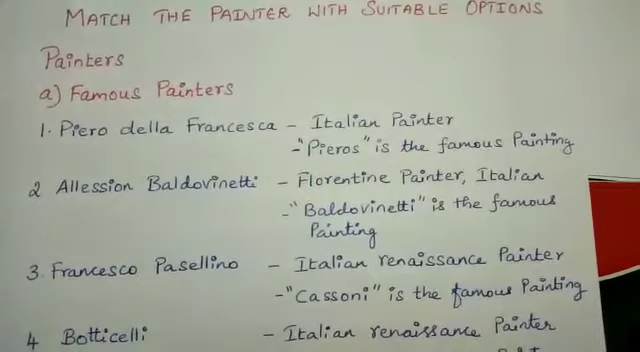 MATCH THE PAINTER WITH SUITABLE OPTIONS
Painters
a) Famous Painters
1. Piero della Francesca - Italian Painter
- "Pieros" is the famous Painting
2 Allession Baldovinetti - Florentine Painter, Italian
- "Baldovinetti" is the famous
Painting
3. Francesco Pasellino - Italian renaissance Painter
- "Cassoni" is the famous Painting
4 Botticelli - Italian renaissance Painter